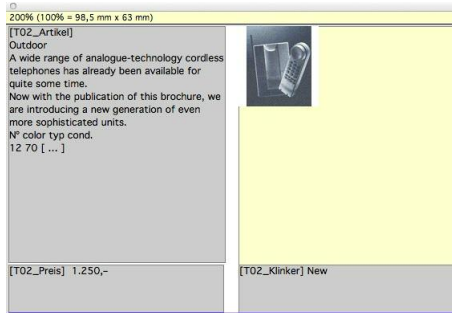 200% (100% = 98,5 mm x 63 mm)
[T02_Artikel]
Outdoor
A wide range of analogue-technology cordless
telephones has already been available for
quite some time.
Now with the publication of this brochure, we
are introducing a new generation of even
more sophisticated units.
Nº color typ cond.
12 70 [ ... ]
[T02_Preis] 1.250,–
[T02_Klinker] New